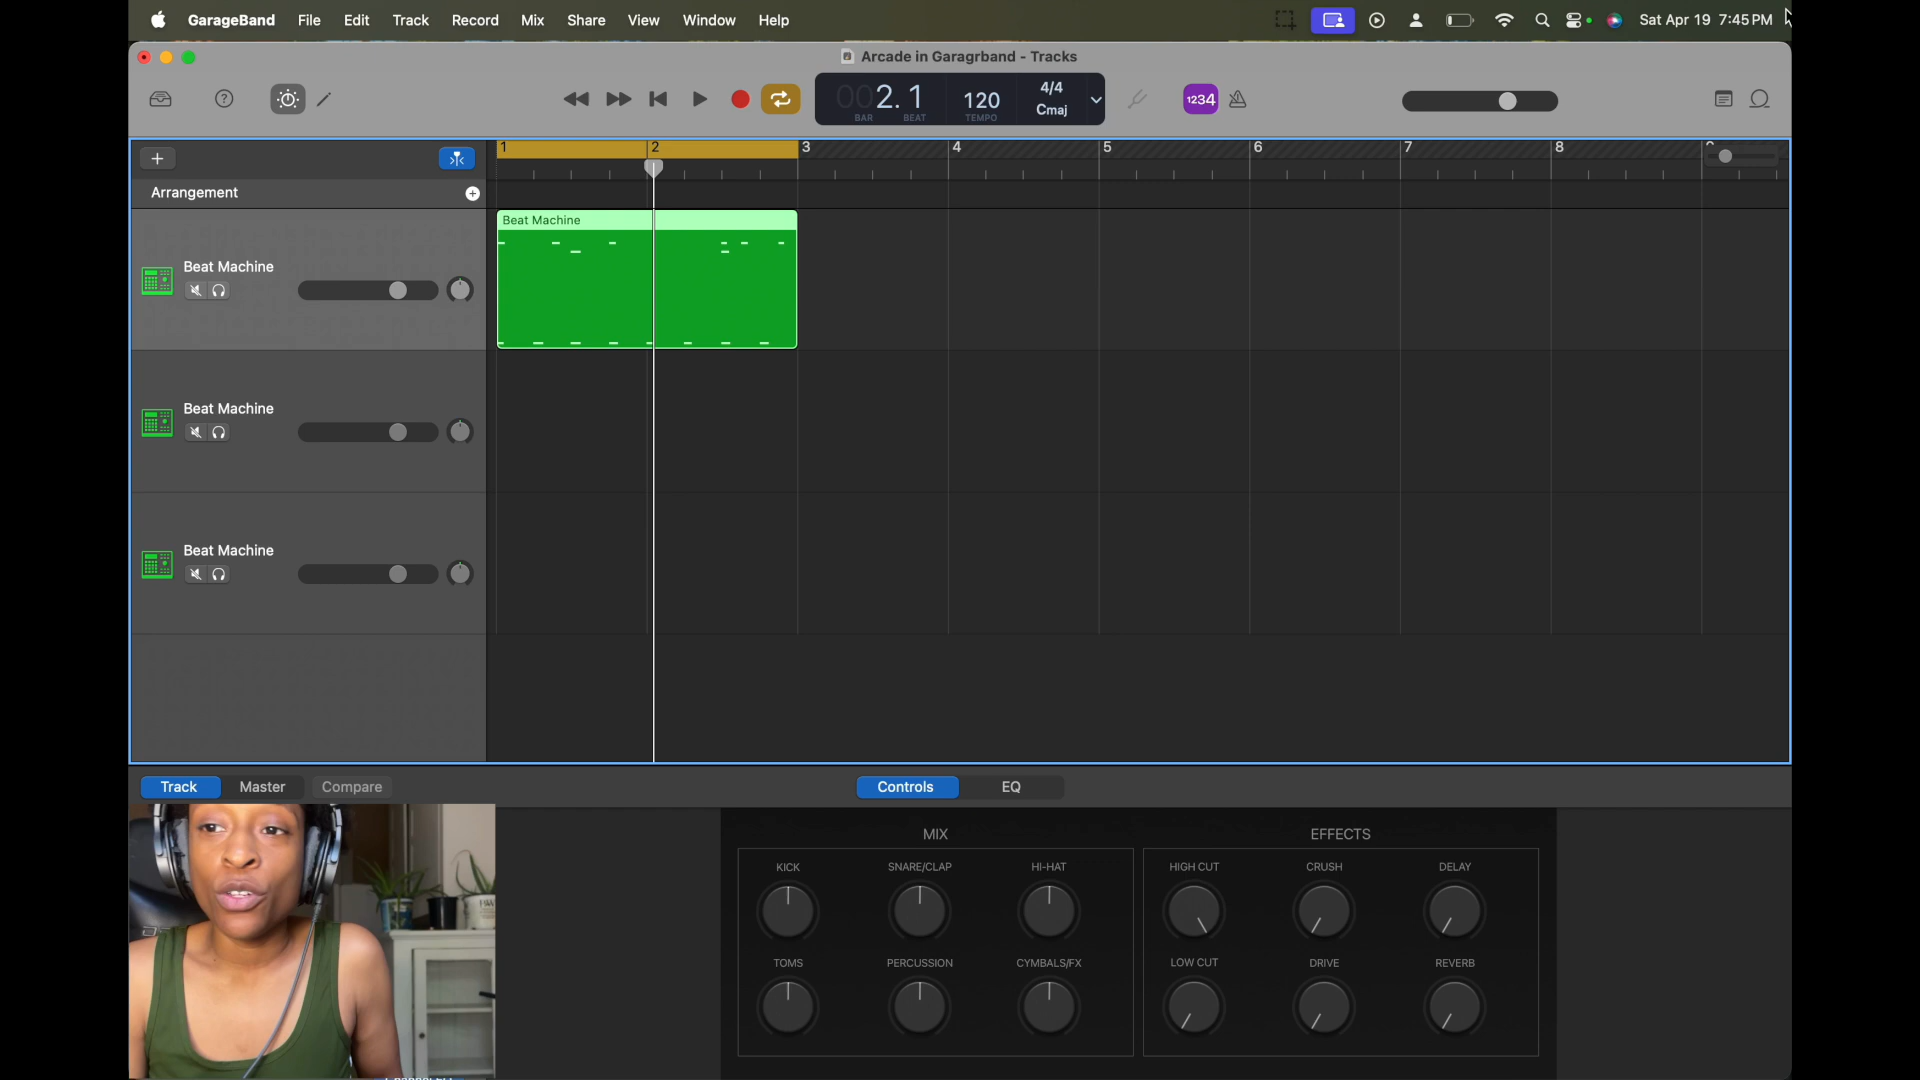 GarageBand File Edit Track Record Mix Share View Window Help Sat Apr 19 7:45 PM
Arcade in Garagrband - Tracks
002.1 120 4/4
Cmaj
BAR BEAT TEMPO
1234
1 2 3 4 5 6 7 8
Arrangement
Beat Machine
Beat Machine
Beat Machine
Beat Machine
Track Master Compare Controls EQ
MIX EFFECTS
KICK SNARE/CLAP HI-HAT HIGH CUT CRUSH DELAY
TOMS PERCUSSION CYMBALS/FX LOW CUT DRIVE REVERB